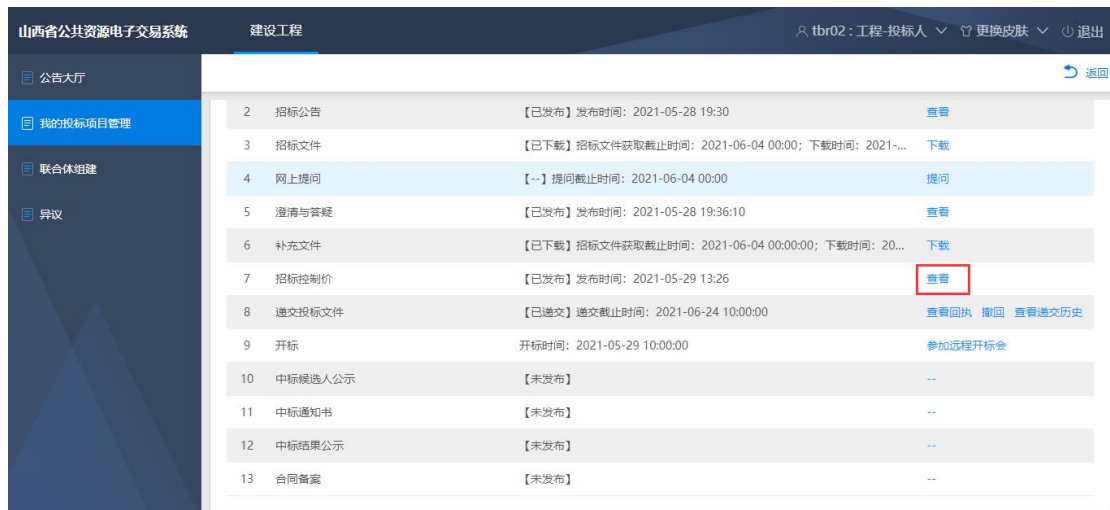 山西省公共资源电子交易系统 建设工程 tbr02 : 工程-投标人 更换皮肤 退出
公告大厅
返回
我的投标项目管理
联合体组建
异议
2 招标公告 【已发布】发布时间：2021-05-28 19:30 查看
3 招标文件 【已下载】招标文件获取截止时间：2021-06-04 00:00；下载时间：2021-... 下载
4 网上提问 【--】提问截止时间：2021-06-04 00:00 提问
5 澄清与答疑 【已发布】发布时间：2021-05-28 19:36:10 查看
6 补充文件 【已下载】招标文件获取截止时间：2021-06-04 00:00:00；下载时间：20... 下载
7 招标控制价 【已发布】发布时间：2021-05-29 13:26 查看
8 递交投标文件 【已递交】递交截止时间：2021-06-24 10:00:00 查看回执 撤回 查看递交历史
9 开标 开标时间：2021-05-29 10:00:00 参加远程开标会
10 中标候选人公示 【未发布】 --
11 中标通知书 【未发布】 --
12 中标结果公示 【未发布】 --
13 合同备案 【未发布】 --